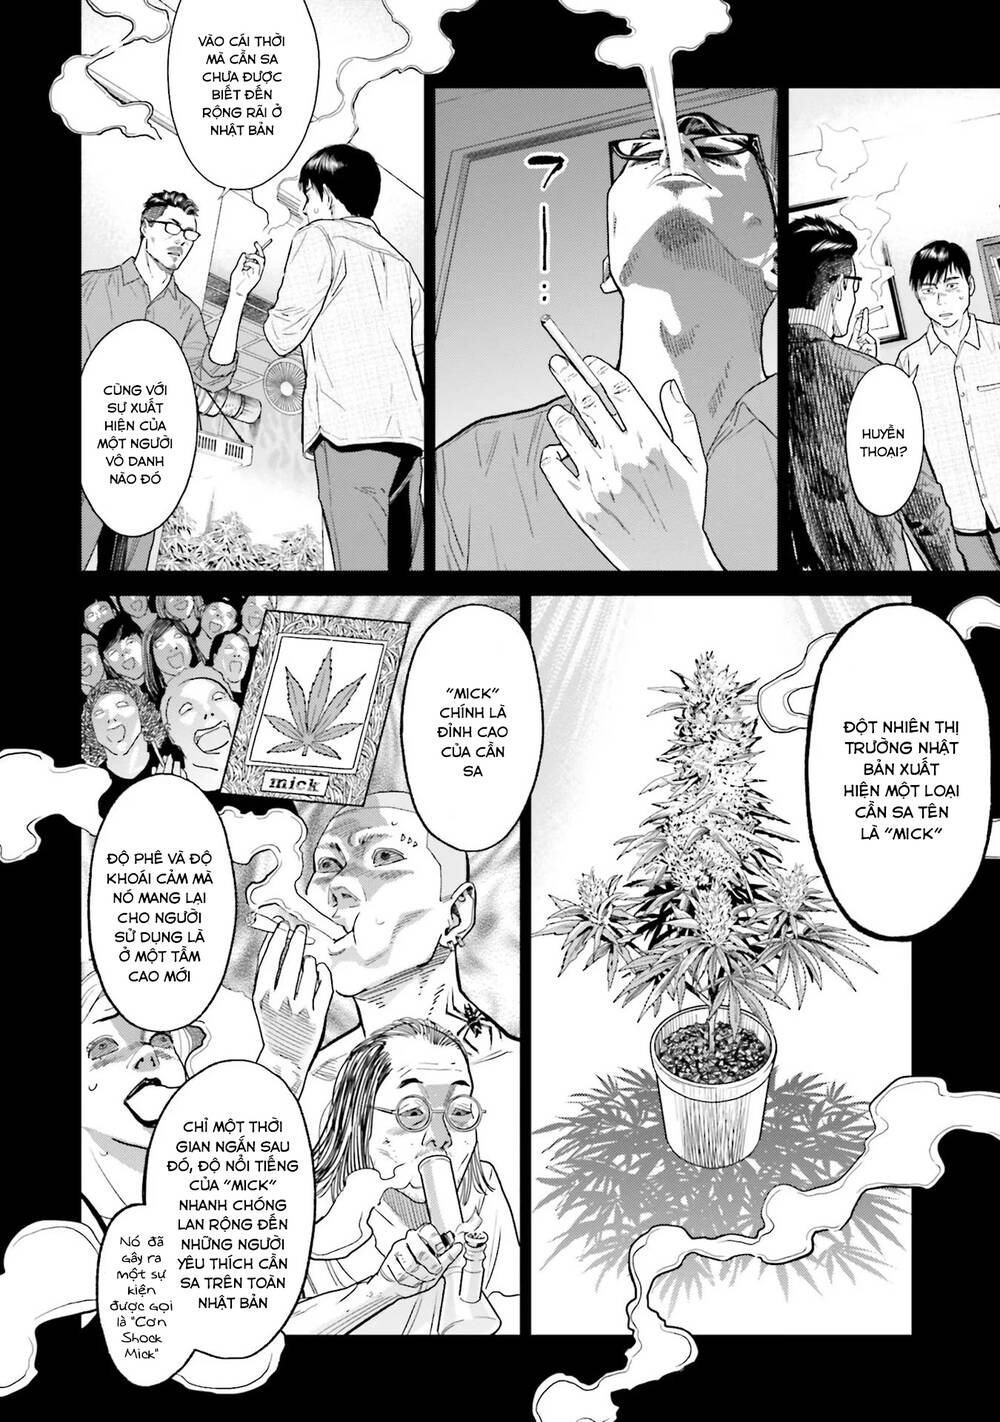 HUYỀN
THOẠI?
フーー…
VÀO CÁI THỜI
MÀ CẦN SA
CHƯA ĐƯỢC
BIẾT ĐẾN
RỘNG RÃI Ở
NHẬT BẢN
CÙNG VỚI
SỰ XUẤT
HIỆN CỦA
MỘT NGƯỜI
VÔ DANH
NÀO ĐÓ
ĐỘT NHIÊN THỊ
TRƯỜNG NHẬT
BẢN XUẤT
HIỆN MỘT LOẠI
CẦN SA TÊN
LÀ “MICK”
“MICK”
CHÍNH LÀ
ĐỈNH CAO
CỦA CẦN
SA
mick
ĐỘ PHÊ VÀ ĐỘ
KHOÁI CẢM MÀ
NÓ MANG LẠI
CHO NGƯỜI
SỬ DỤNG LÀ
Ở MỘT TẦM
CAO MỚI
CHỈ MỘT THỜI
GIAN NGẮN SAU
ĐÓ, ĐỘ NỔI TIẾNG
CỦA “MICK”
NHANH CHÓNG
LAN RỘNG ĐẾN
NHỮNG NGƯỜI
YÊU THÍCH CẦN
SA TRÊN TOÀN
NHẬT BẢN
Nó đã
gây ra
một sự
kiện
được gọi
là "Cơn
Shock
Mick"